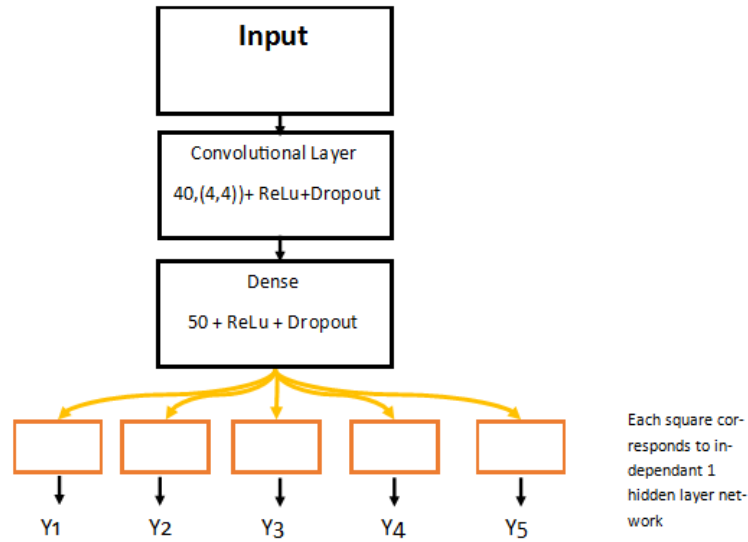 Input
Convolutional Layer
40,(4,4))+ ReLu+Dropout
Dense
50 + ReLu + Dropout
Each square cor-
responds to in-
dependant 1
hidden layer net-
work
Y1 Y2 Y3 Y4 Y5